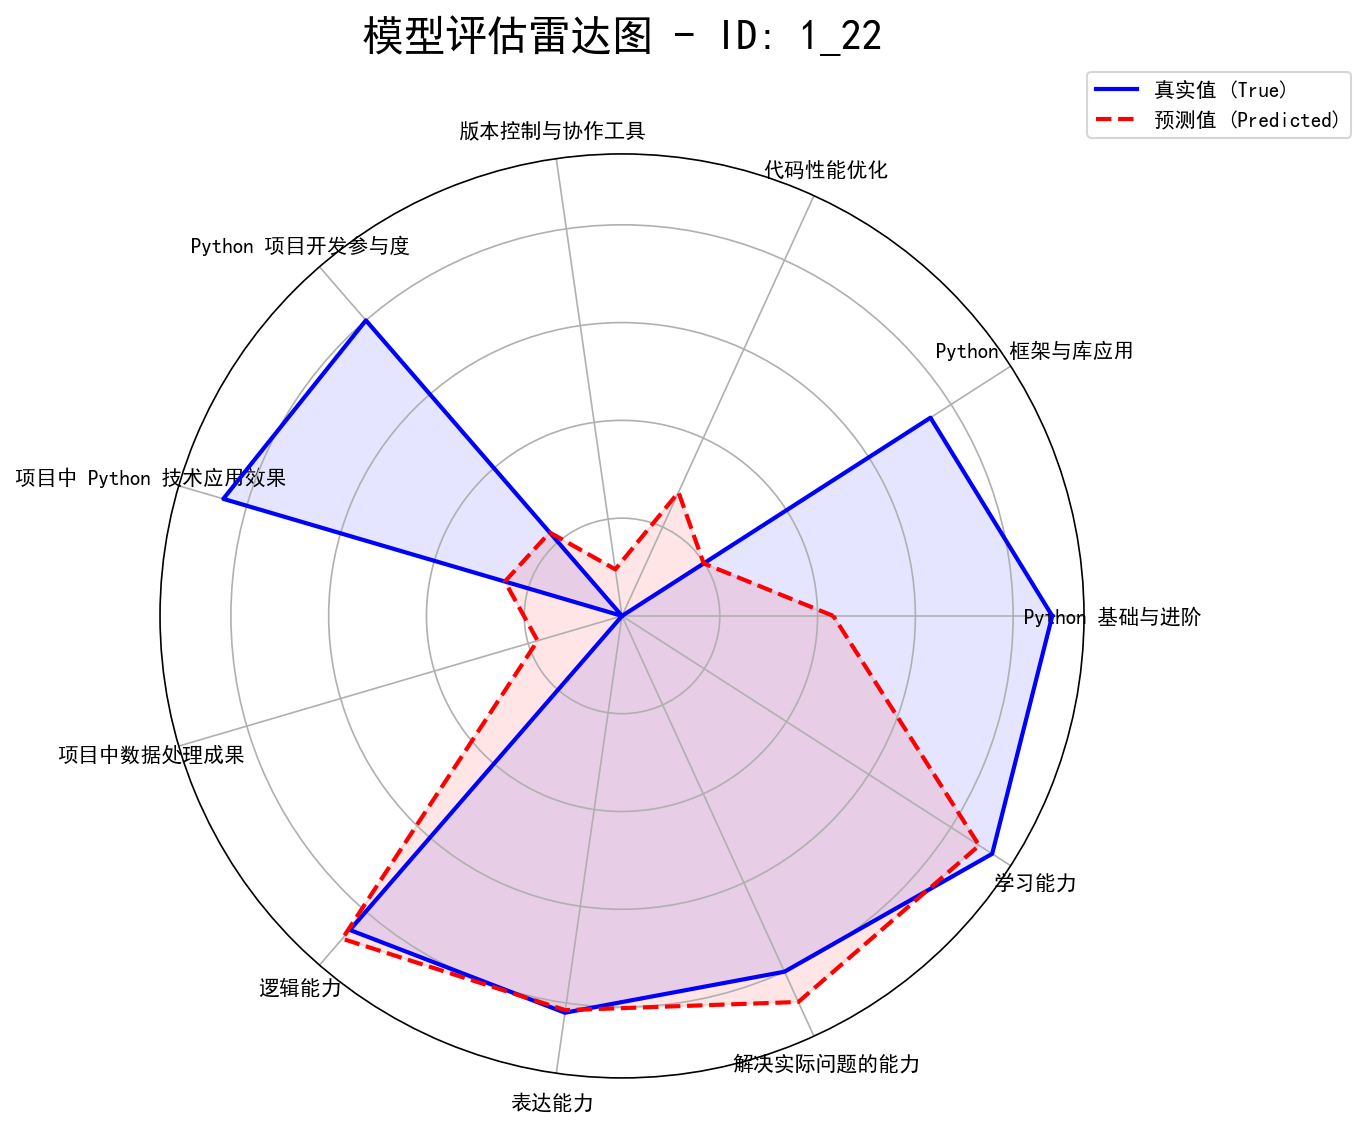 模型评估雷达图 - ID: 1_22
真实值 (True)
预测值 (Predicted)
版本控制与协作工具
代码性能优化
Python 项目开发参与度
Python 框架与库应用
项目中 Python 技术应用效果
Python 基础与进阶
项目中数据处理成果
学习能力
逻辑能力
解决实际问题的能力
表达能力